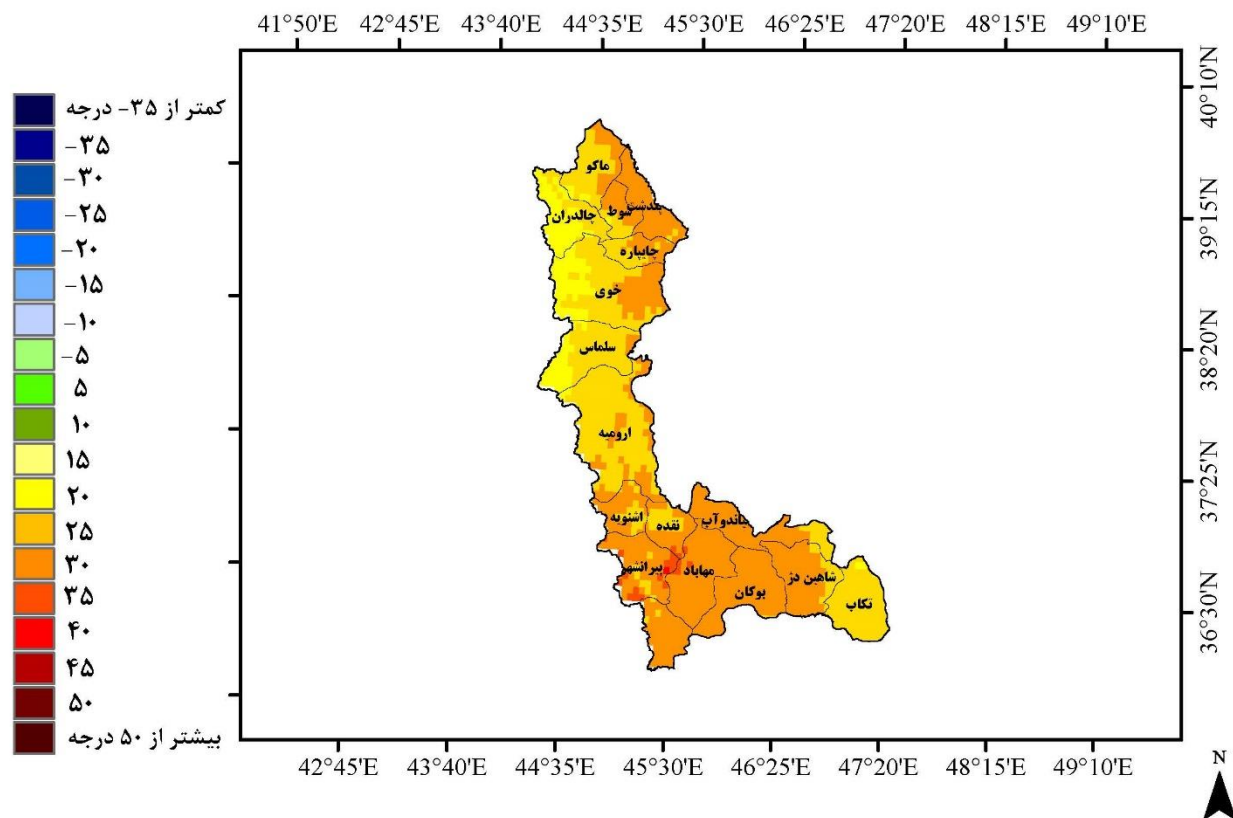 41°50'E 42°45'E 43°40'E 44°35'E 45°30'E 46°25'E 47°20'E 48°15'E 49°10'E
کمتر از ۳۵- درجه
-۳۵
-۳۰
-۲۵
-۲۰
-۱۵
-۱۰
-۵
۵
۱۰
۱۵
۲۰
۲۵
۳۰
۳۵
۴۰
۴۵
۵۰
بیشتر از ۵۰ درجه
ماکو
پلدشت
شوط
چالدران
چایپاره
خوی
سلماس
ارومیه
اشنویه
نقده
میاندوآب
پیرانشهر
مهاباد
بوکان
شاهین دژ
تکاب
40°10'N
39°15'N
38°20'N
37°25'N
36°30'N
42°45'E 43°40'E 44°35'E 45°30'E 46°25'E 47°20'E 48°15'E 49°10'E
N